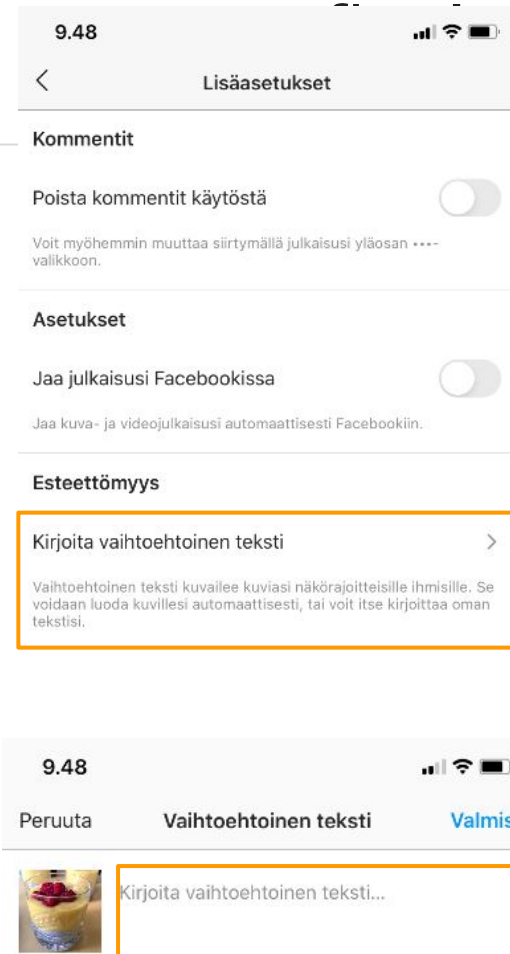 9.48
Lisäasetukset
Kommentit
Poista kommentit käytöstä
Voit myöhemmin muuttaa siirtymällä julkaisusi yläosan •••-
valikkoon.
Asetukset
Jaa julkaisusi Facebookissa
Jaa kuva- ja videojulkaisusi automaattisesti Facebookiin.
Esteettömyys
Kirjoita vaihtoehtoinen teksti
Vaihtoehtoinen teksti kuvailee kuviasi näkörajoitteisille ihmisille. Se
voidaan luoda kuvillesi automaattisesti, tai voit itse kirjoittaa oman
tekstisi.
9.48
Peruuta Vaihtoehtoinen teksti Valmis
Kirjoita vaihtoehtoinen teksti...